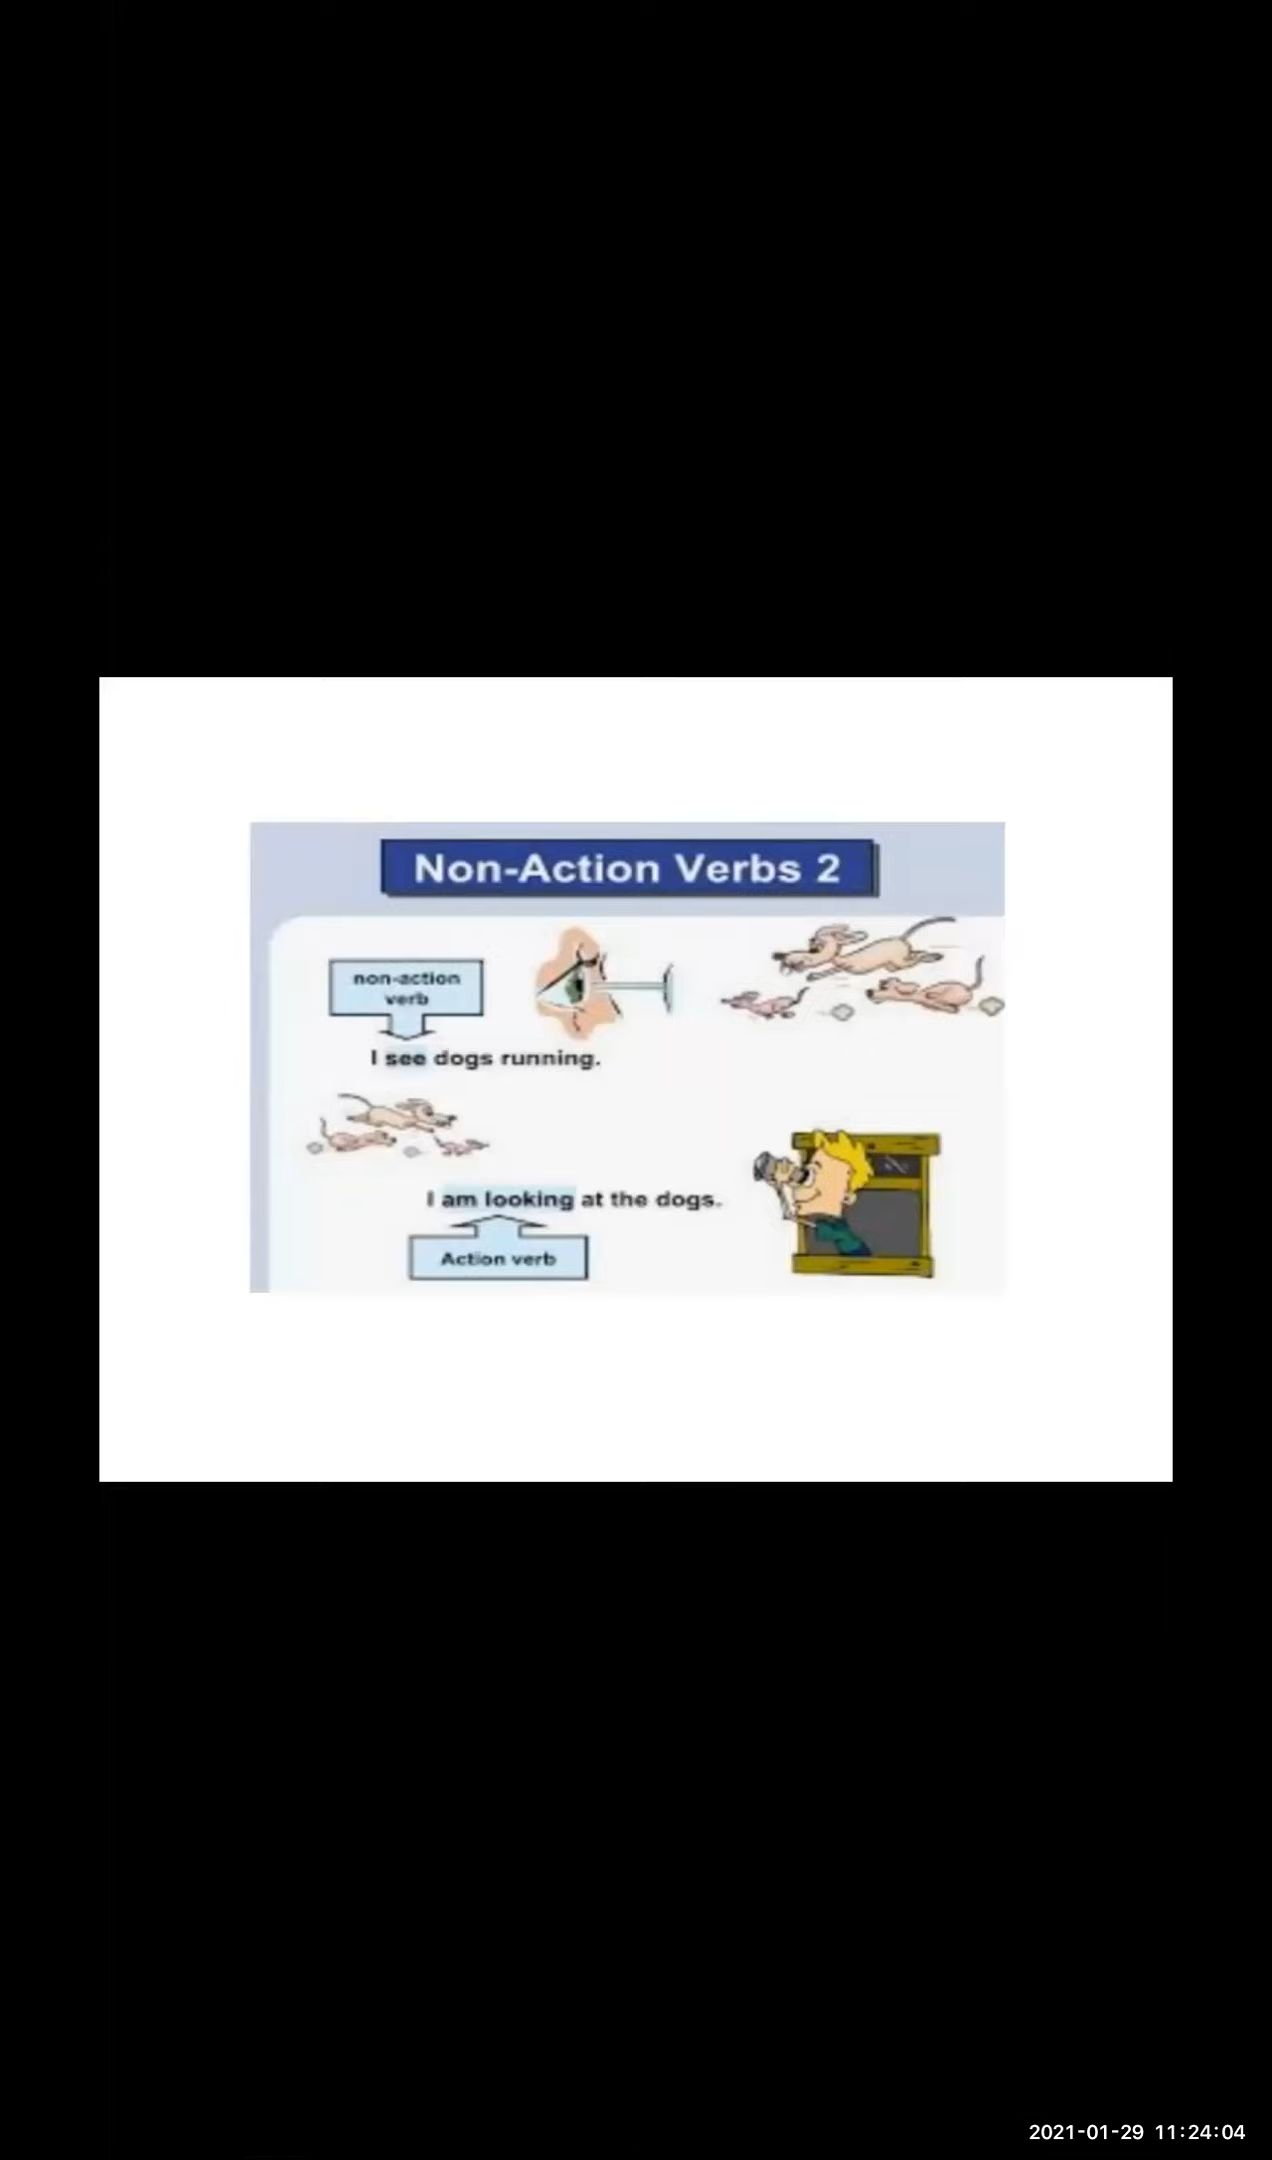 Non-Action Verbs 2
non-action
verb
I see dogs running.
I am looking at the dogs.
Action verb
2021-01-29 11:24:04